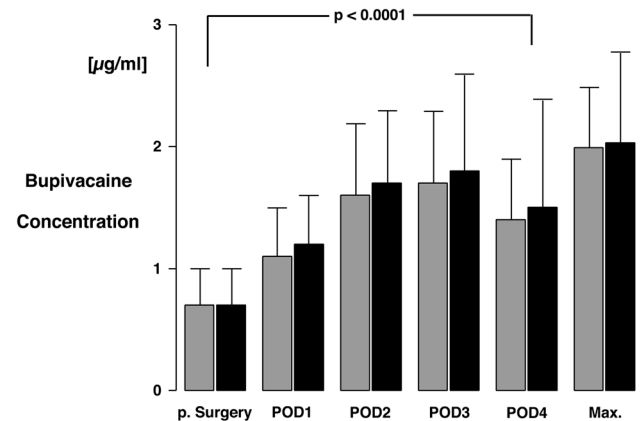 p < 0.0001
3
[µg/ml]
2
Bupivacaine
Concentration
1
0
p. Surgery POD1 POD2 POD3 POD4 Max.